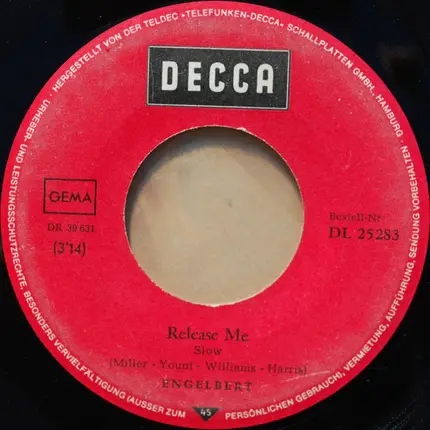 HERGESTELLT VON DER TELDEC »TELEFUNKEN-DECCA« SCHALLPLATTEN GMBH., HAMBURG · URHEBER- UND LEISTUNGSSCHUTZRECHTE, BESONDERS VERVIELFÄLTIGUNG (AUSSER ZUM PERSÖNLICHEN GEBRAUCH), VERMIETUNG, AUFFÜHRUNG, SENDUNG VORBEHALTEN ·
DECCA
GEMA
DR 39 631
(3'14)
Bestell-Nr.
DL 25283
Release Me
Slow
(Miller - Yount - Williams - Harris)
ENGELBERT
45